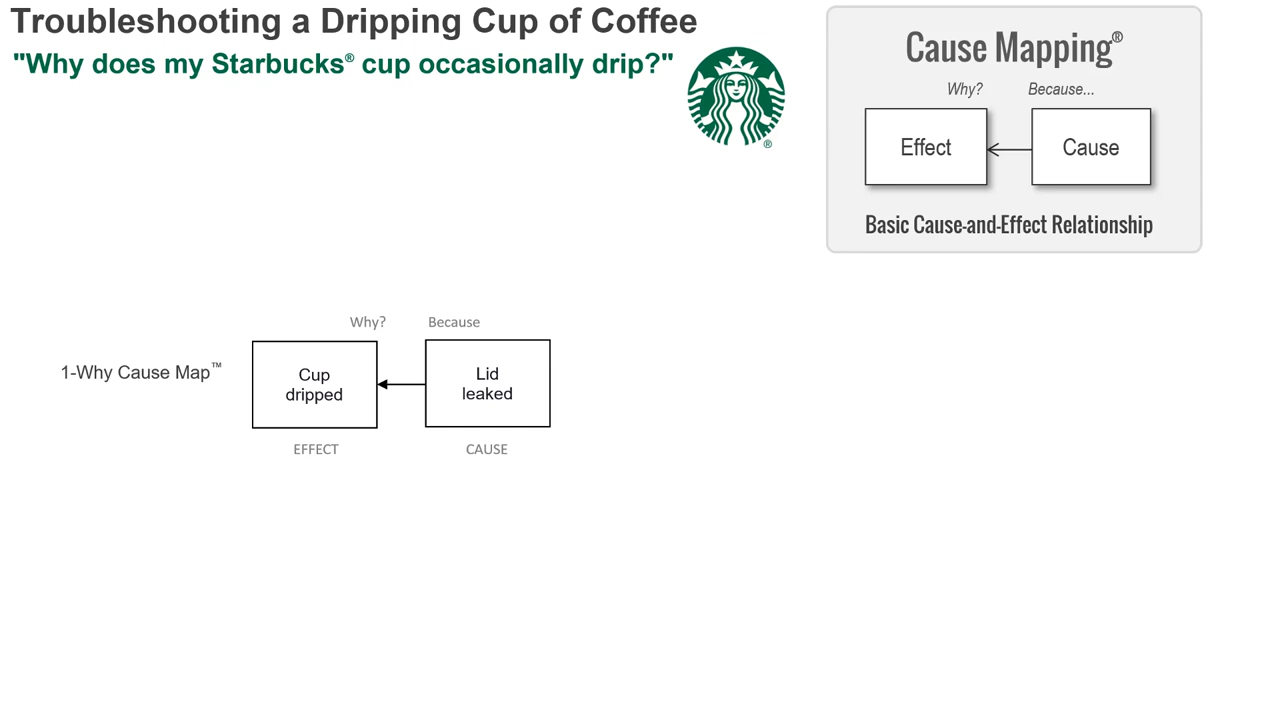 Troubleshooting a Dripping Cup of Coffee
"Why does my Starbucks® cup occasionally drip?"
®
Cause Mapping®
Why? Because...
Effect Cause
Basic Cause-and-Effect Relationship
Why? Because
1-Why Cause Map™
Cup
dripped
Lid
leaked
EFFECT CAUSE